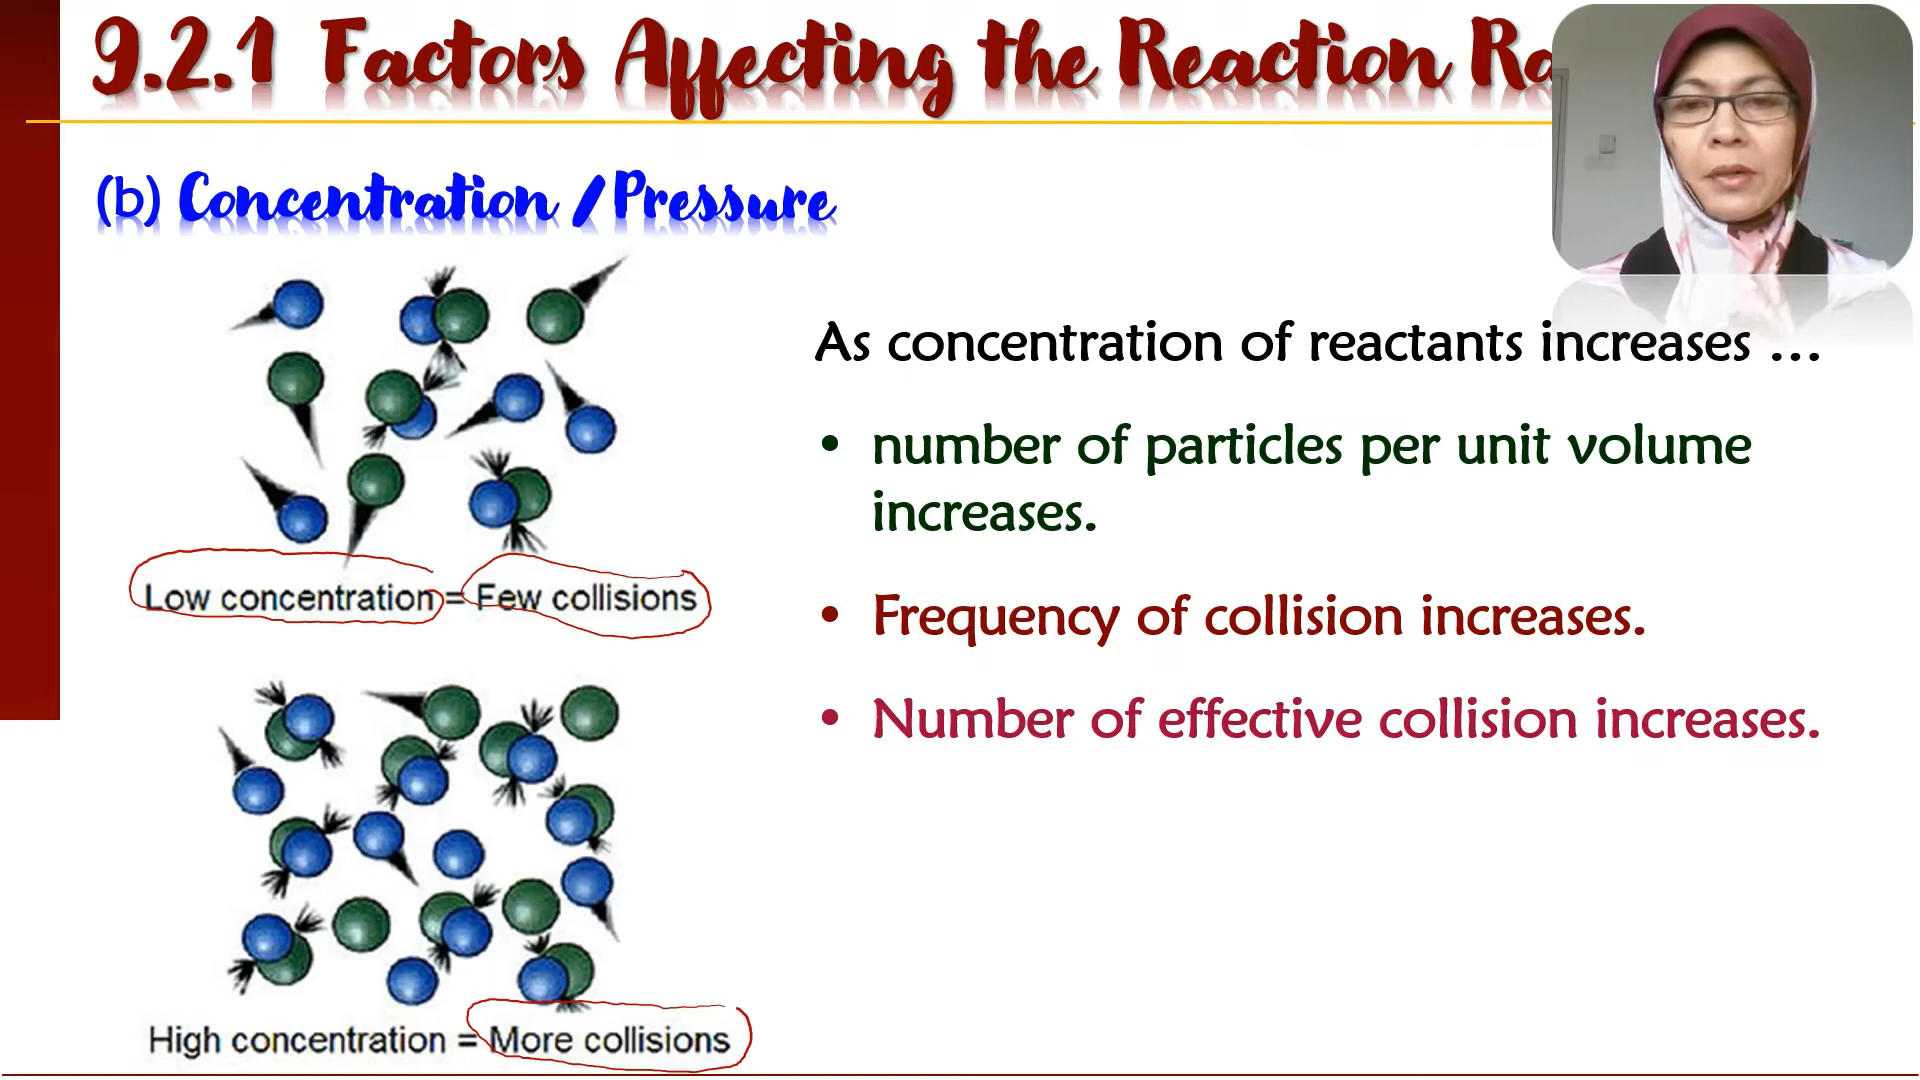 9.2.1 Factors Affecting the Reaction
(b) Concentration / Pressure
Low concentration = Few collisions
High concentration = More collisions
As concentration of reactants increases ...
• number of particles per unit volume
increases.
• Frequency of collision increases.
• Number of effective collision increases.